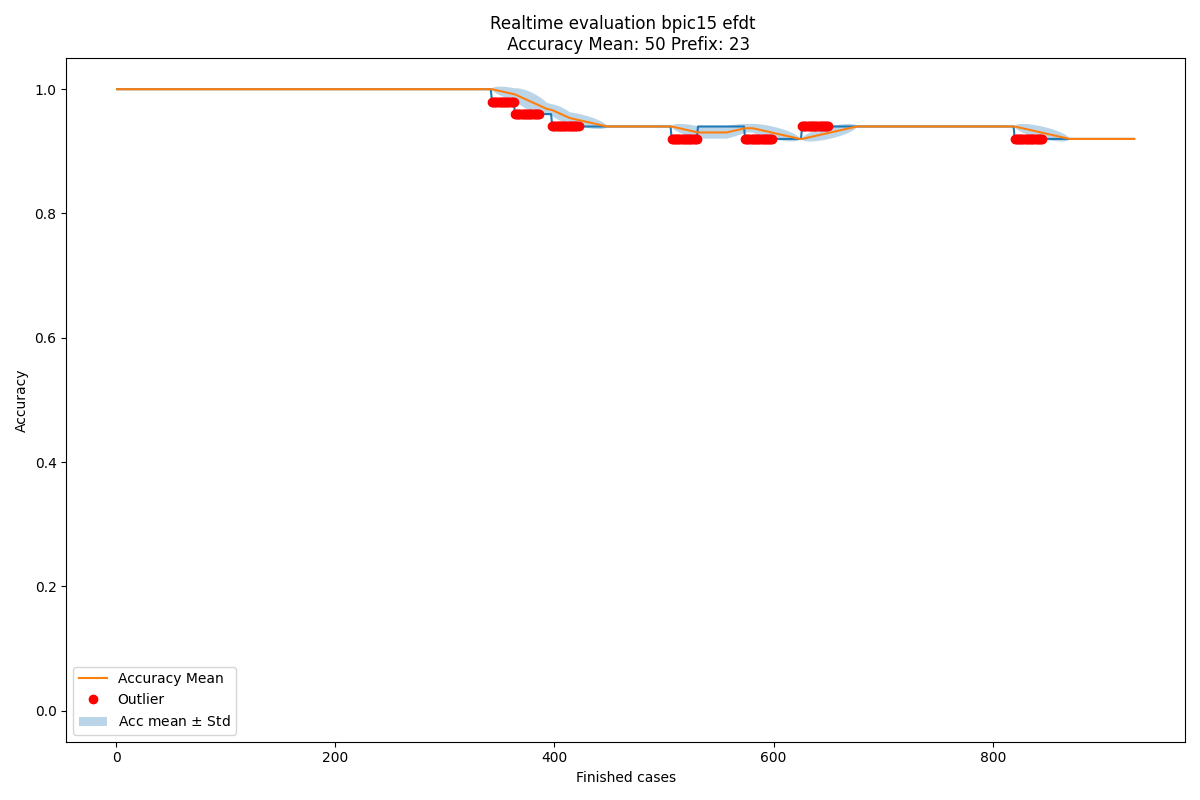 Realtime evaluation bpic15 efdt
Accuracy Mean: 50 Prefix: 23
Accuracy
1.0
0.8
0.6
0.4
0.2
0.0
Accuracy Mean
Outlier
Acc mean ± Std
0 200 400 600 800
Finished cases